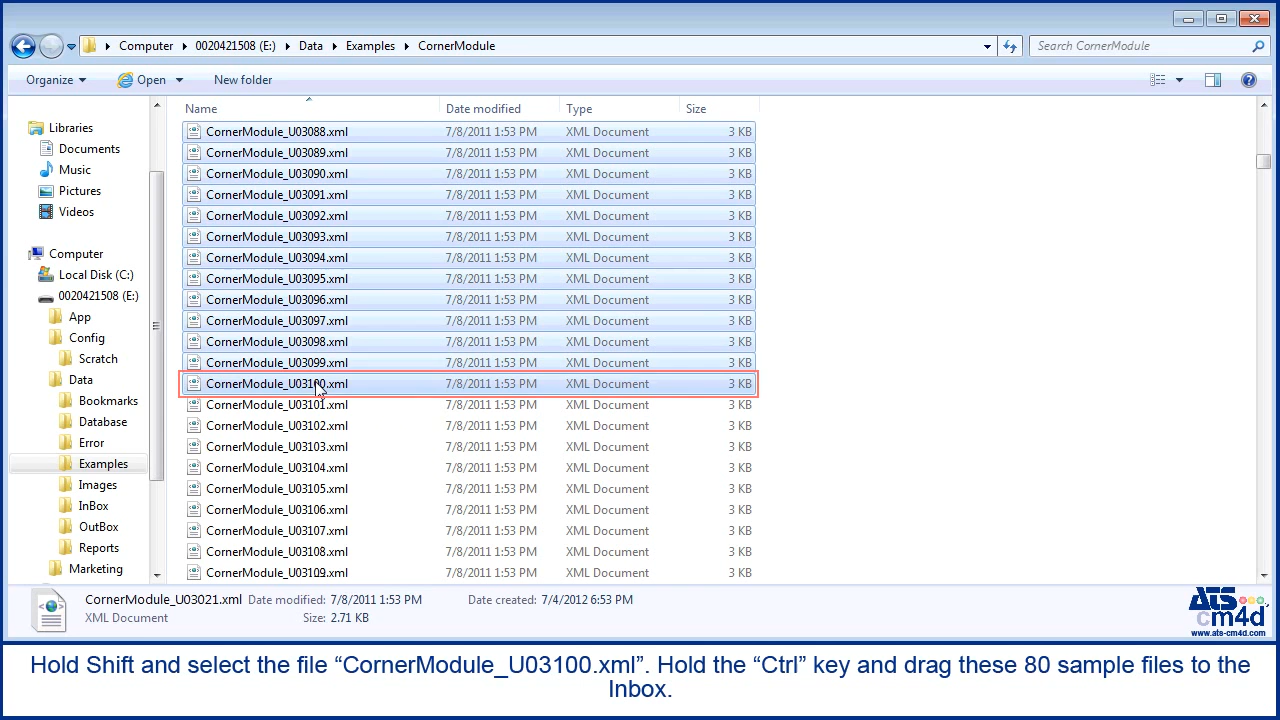 Computer 0020421508 (E:) Data Examples CornerModule
Search CornerModule
Organize Open New folder
Libraries
Documents
Music
Pictures
Videos
Computer
Local Disk (C:)
0020421508 (E:)
App
Config
Scratch
Data
Bookmarks
Database
Error
Examples
Images
InBox
OutBox
Reports
Marketing
Name Date modified Type Size
CornerModule_U03088.xml 7/8/2011 1:53 PM XML Document 3 KB
CornerModule_U03089.xml 7/8/2011 1:53 PM XML Document 3 KB
CornerModule_U03090.xml 7/8/2011 1:53 PM XML Document 3 KB
CornerModule_U03091.xml 7/8/2011 1:53 PM XML Document 3 KB
CornerModule_U03092.xml 7/8/2011 1:53 PM XML Document 3 KB
CornerModule_U03093.xml 7/8/2011 1:53 PM XML Document 3 KB
CornerModule_U03094.xml 7/8/2011 1:53 PM XML Document 3 KB
CornerModule_U03095.xml 7/8/2011 1:53 PM XML Document 3 KB
CornerModule_U03096.xml 7/8/2011 1:53 PM XML Document 3 KB
CornerModule_U03097.xml 7/8/2011 1:53 PM XML Document 3 KB
CornerModule_U03098.xml 7/8/2011 1:53 PM XML Document 3 KB
CornerModule_U03099.xml 7/8/2011 1:53 PM XML Document 3 KB
CornerModule_U03100.xml 7/8/2011 1:53 PM XML Document 3 KB
CornerModule_U03101.xml 7/8/2011 1:53 PM XML Document 3 KB
CornerModule_U03102.xml 7/8/2011 1:53 PM XML Document 3 KB
CornerModule_U03103.xml 7/8/2011 1:53 PM XML Document 3 KB
CornerModule_U03104.xml 7/8/2011 1:53 PM XML Document 3 KB
CornerModule_U03105.xml 7/8/2011 1:53 PM XML Document 3 KB
CornerModule_U03106.xml 7/8/2011 1:53 PM XML Document 3 KB
CornerModule_U03107.xml 7/8/2011 1:53 PM XML Document 3 KB
CornerModule_U03108.xml 7/8/2011 1:53 PM XML Document 3 KB
CornerModule_U03109.xml 7/8/2011 1:53 PM XML Document 3 KB
CornerModule_U03021.xml Date modified: 7/8/2011 1:53 PM Date created: 7/4/2012 6:53 PM
XML Document Size: 2.71 KB
ATS
cm4d
www.ats-cm4d.com
Hold Shift and select the file “CornerModule_U03100.xml”. Hold the “Ctrl” key and drag these 80 sample files to the
Inbox.